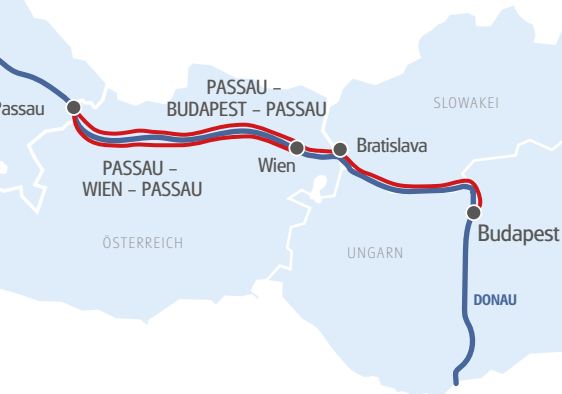 PASSAU –
BUDAPEST – PASSAU
SLOWAKEI
Passau
Bratislava
Wien
PASSAU –
WIEN – PASSAU
Budapest
ÖSTERREICH
UNGARN
DONAU